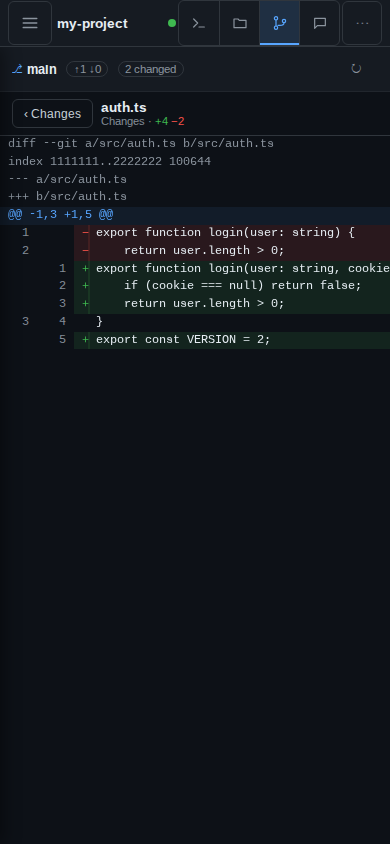 my-project
main ↑1 ↓0 2 changed
‹ Changes
auth.ts
Changes · +4 −2
diff --git a/src/auth.ts b/src/auth.ts
index 1111111..2222222 100644
--- a/src/auth.ts
+++ b/src/auth.ts
@@ -1,3 +1,5 @@
1 − export function login(user: string) {
2 − return user.length > 0;
1 + export function login(user: string, cookie
2 + if (cookie === null) return false;
3 + return user.length > 0;
3 4 }
5 + export const VERSION = 2;